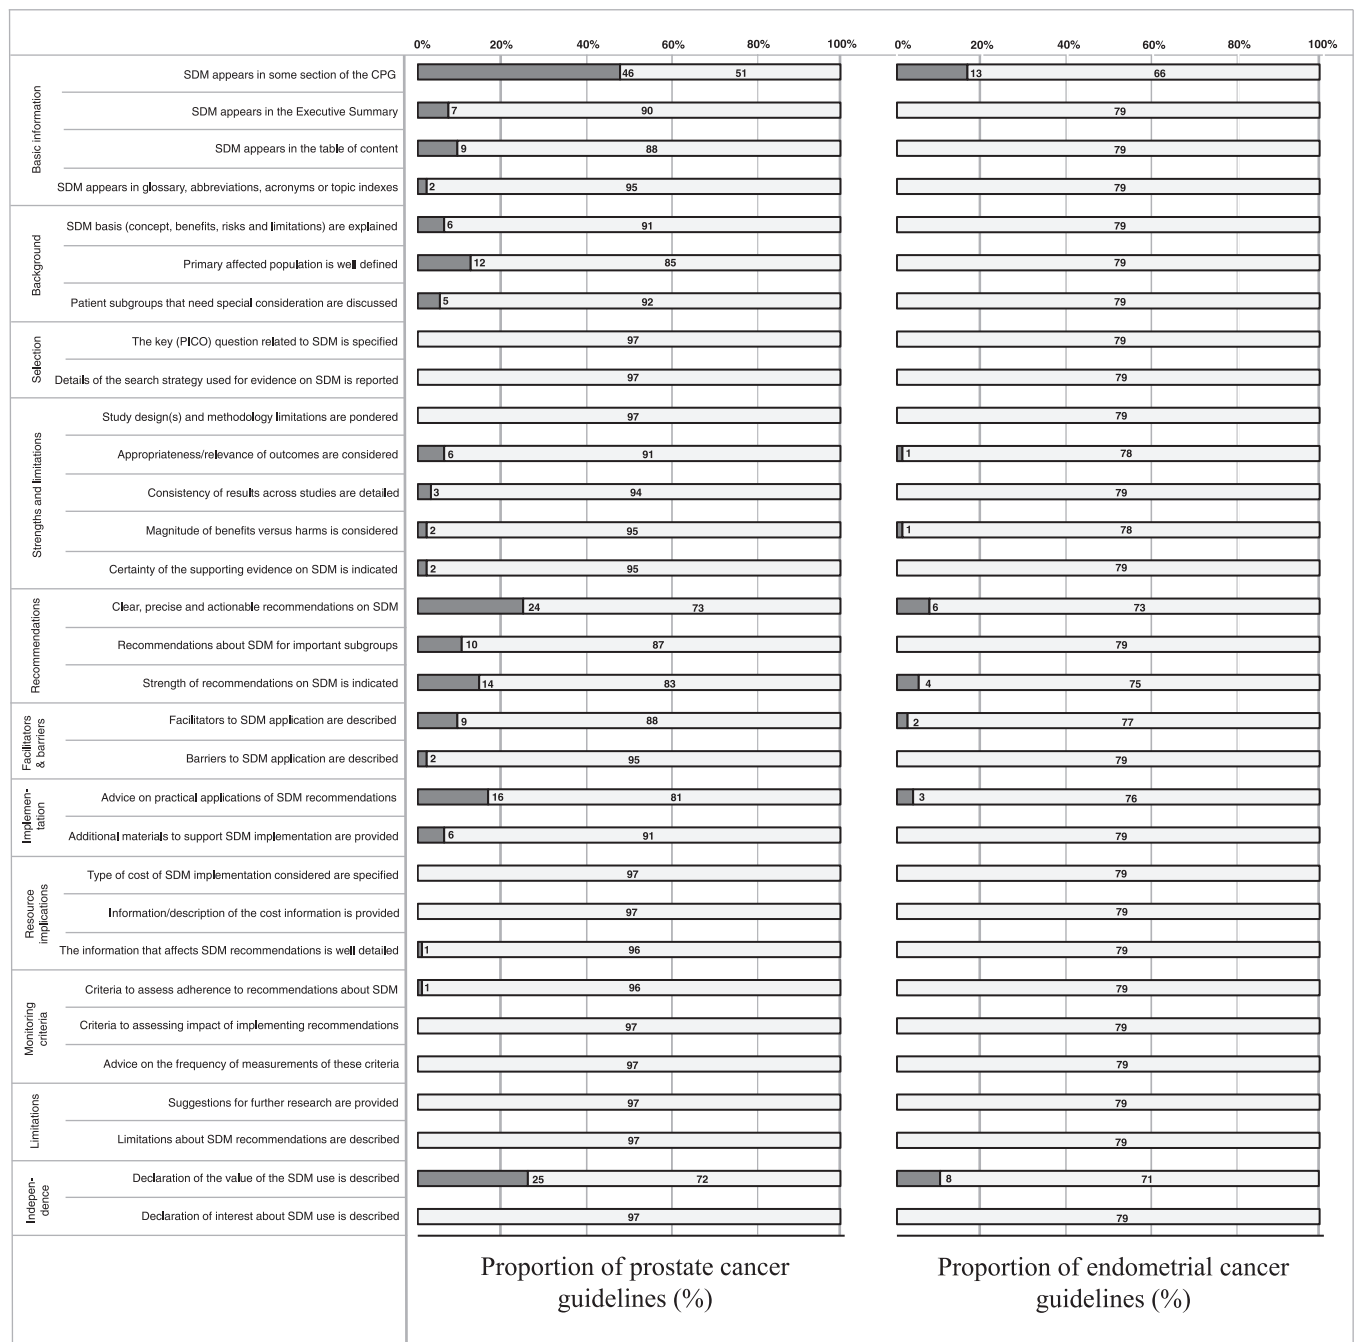 0% 20% 40% 60% 80% 100% 0% 20% 40% 60% 80% 100%
Basic information
SDM appears in some section of the CPG 46 51 13 66
SDM appears in the Executive Summary 7 90 79
SDM appears in the table of content 9 88 79
SDM appears in glossary, abbreviations, acronyms or topic indexes 2 95 79
Background
SDM basis (concept, benefits, risks and limitations) are explained 6 91 79
Primary affected population is well defined 12 85 79
Patient subgroups that need special consideration are discussed 5 92 79
Selection
The key (PICO) question related to SDM is specified 97 79
Details of the search strategy used for evidence on SDM is reported 97 79
Strengths and limitations
Study design(s) and methodology limitations are pondered 97 79
Appropriateness/relevance of outcomes are considered 6 91 1 78
Consistency of results across studies are detailed 3 94 79
Magnitude of benefits versus harms is considered 2 95 1 78
Certainty of the supporting evidence on SDM is indicated 2 95 79
Recommendations
Clear, precise and actionable recommendations on SDM 24 73 6 73
Recommendations about SDM for important subgroups 10 87 79
Strength of recommendations on SDM is indicated 14 83 4 75
Facilitators
& barriers
Facilitators to SDM application are described 9 88 2 77
Barriers to SDM application are described 2 95 79
Implemen-
tation
Advice on practical applications of SDM recommendations 16 81 3 76
Additional materials to support SDM implementation are provided 6 91 79
Resource
implications
Type of cost of SDM implementation considered are specified 97 79
Information/description of the cost information is provided 97 79
The information that affects SDM recommendations is well detailed 1 96 79
Monitoring
criteria
Criteria to assess adherence to recommendations about SDM 1 96 79
Criteria to assessing impact of implementing recommendations 97 79
Advice on the frequency of measurements of these criteria 97 79
Limitations
Suggestions for further research are provided 97 79
Limitations about SDM recommendations are described 97 79
Indepen-
dence
Declaration of the value of the SDM use is described 25 72 8 71
Declaration of interest about SDM use is described 97 79
Proportion of prostate cancer
guidelines (%)
Proportion of endometrial cancer
guidelines (%)